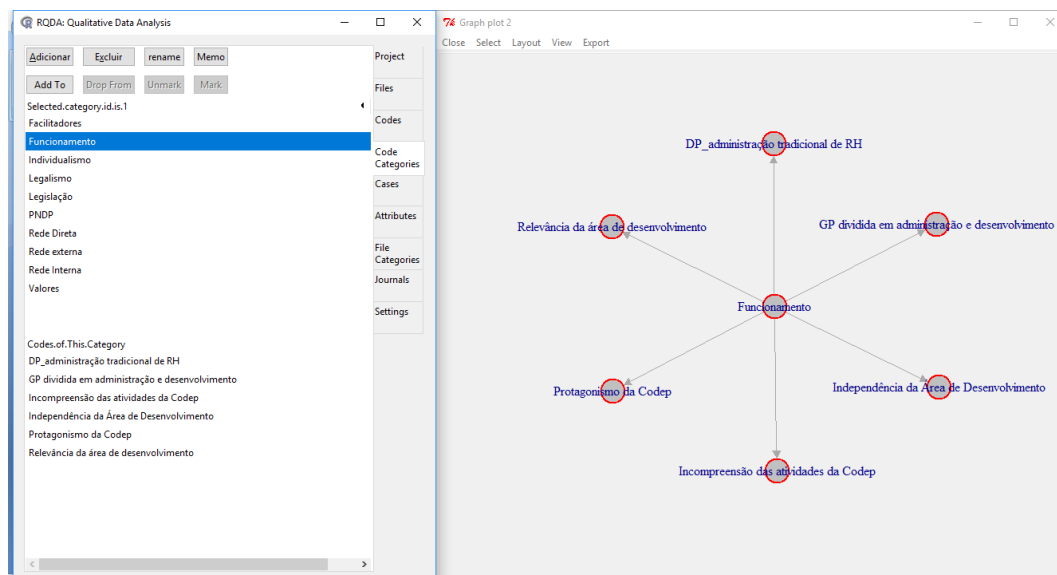 RQDA: Qualitative Data Analysis
Adicionar Excluir rename Memo
Add To Drop From Unmark Mark
Selected.category.id.is.1
Facilitadores
Funcionamento
Individualismo
Legalismo
Legislação
PNDP
Rede Direta
Rede externa
Rede Interna
Valores
Codes.of.This.Category
DP_administração tradicional de RH
GP dividida em administração e desenvolvimento
Incompreensão das atividades da Codep
Independência da Área de Desenvolvimento
Protagonismo da Codep
Relevância da área de desenvolvimento
Project
Files
Codes
Code
Categories
Cases
Attributes
File
Categories
Journals
Settings
Graph plot 2
Close Select Layout View Export
DP_administração tradicional de RH
Relevância da área de desenvolvimento
GP dividida em administração e desenvolvimento
Funcionamento
Protagonismo da Codep
Independência da Área de Desenvolvimento
Incompreensão das atividades da Codep